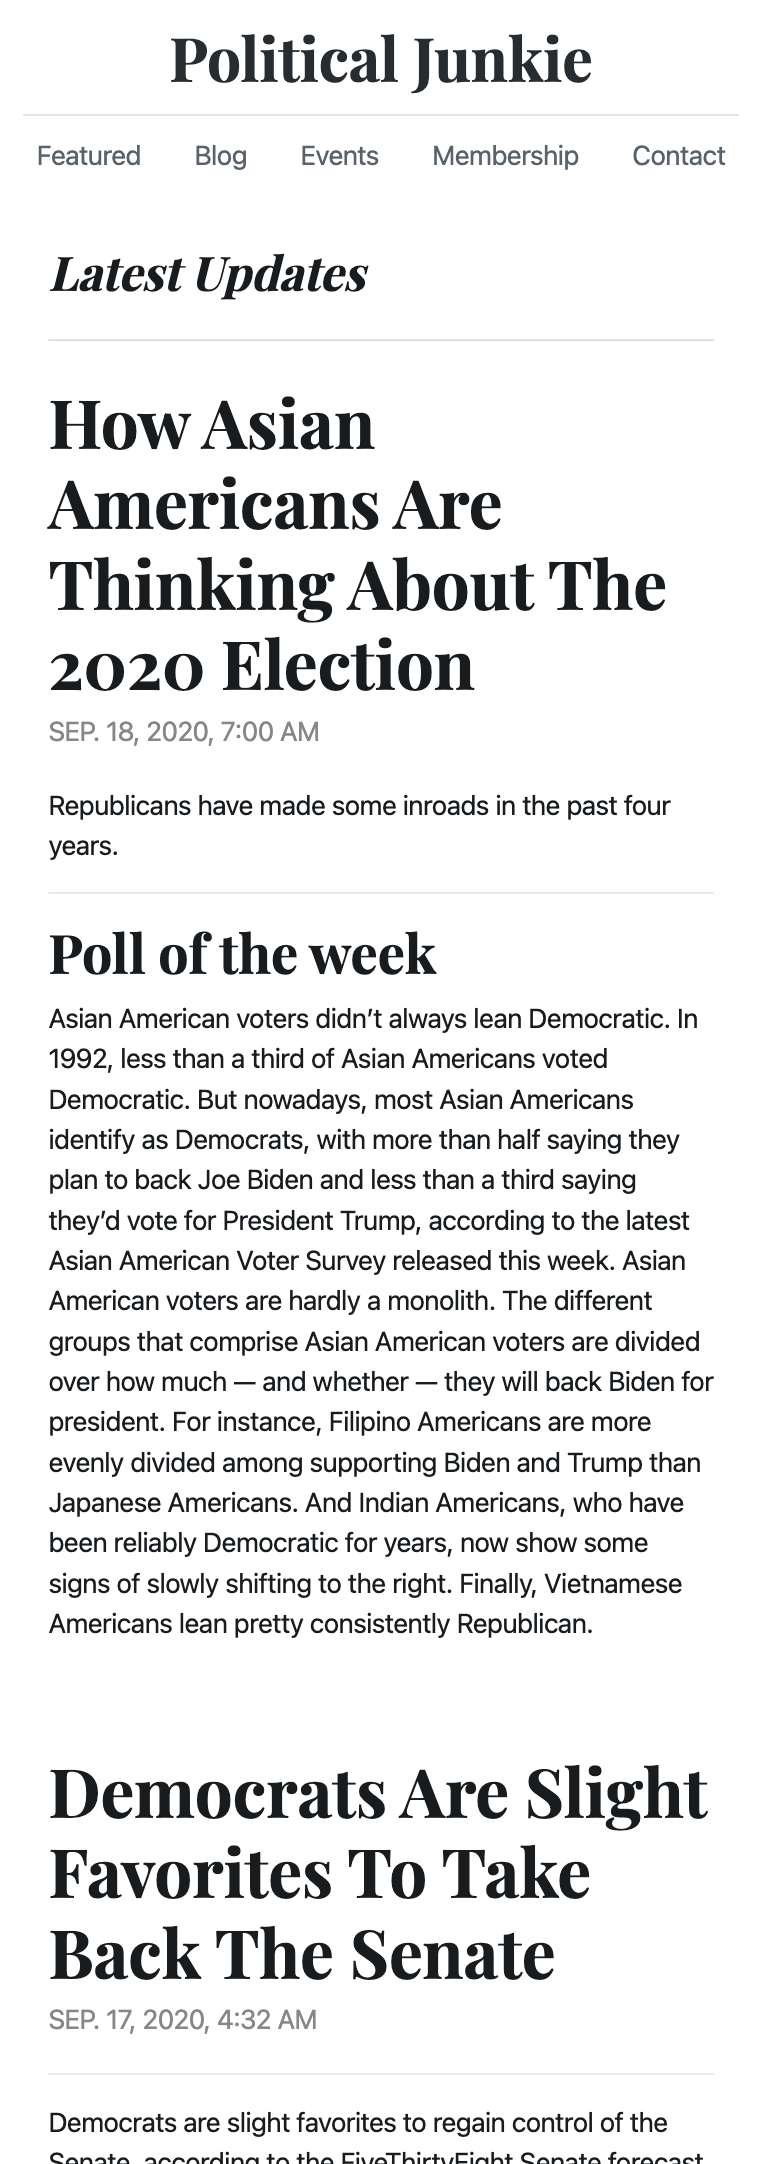 Political Junkie
Featured Blog Events Membership Contact
Latest Updates
How Asian
Americans Are
Thinking About The
2020 Election
SEP. 18, 2020, 7:00 AM
Republicans have made some inroads in the past four
years.
Poll of the week
Asian American voters didn’t always lean Democratic. In
1992, less than a third of Asian Americans voted
Democratic. But nowadays, most Asian Americans
identify as Democrats, with more than half saying they
plan to back Joe Biden and less than a third saying
they’d vote for President Trump, according to the latest
Asian American Voter Survey released this week. Asian
American voters are hardly a monolith. The different
groups that comprise Asian American voters are divided
over how much — and whether — they will back Biden for
president. For instance, Filipino Americans are more
evenly divided among supporting Biden and Trump than
Japanese Americans. And Indian Americans, who have
been reliably Democratic for years, now show some
signs of slowly shifting to the right. Finally, Vietnamese
Americans lean pretty consistently Republican.
Democrats Are Slight
Favorites To Take
Back The Senate
SEP. 17, 2020, 4:32 AM
Democrats are slight favorites to regain control of the
Senate, according to the FiveThirtyEight Senate forecast